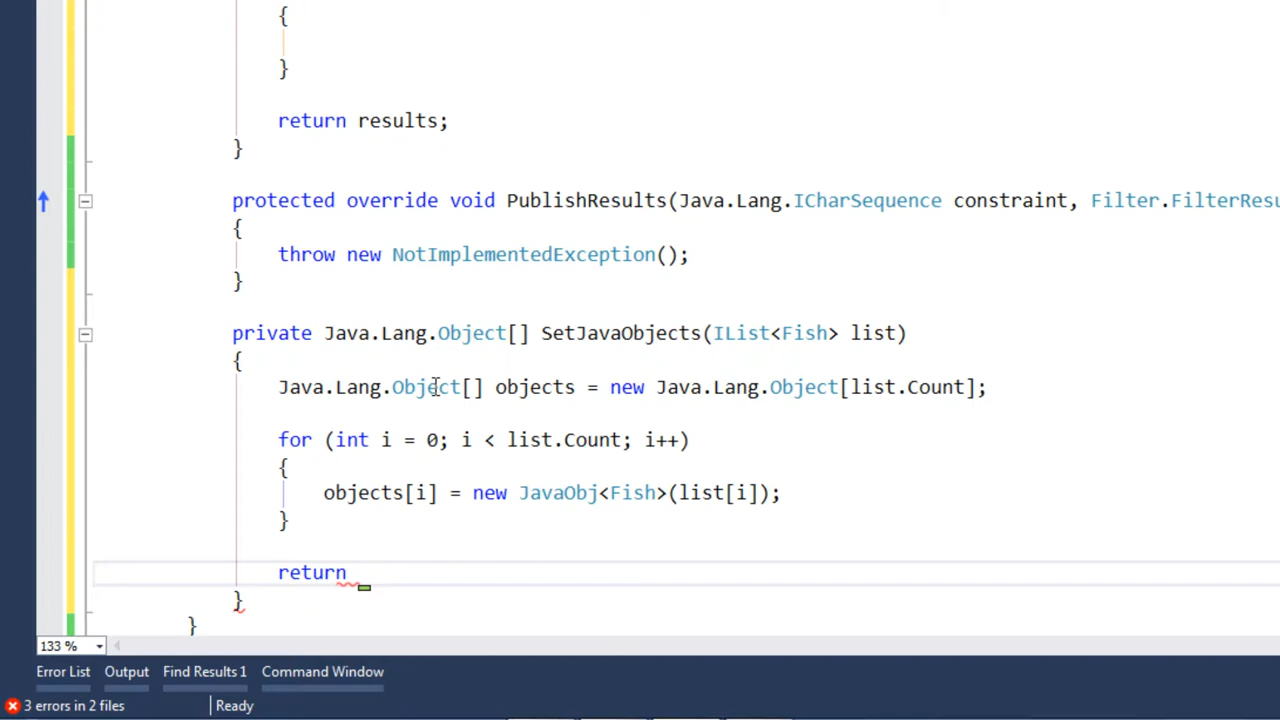 {
}
return results;
}
protected override void PublishResults(Java.Lang.ICharSequence constraint, Filter.FilterResu
{
throw new NotImplementedException();
}
private Java.Lang.Object[] SetJavaObjects(IList<Fish> list)
{
Java.Lang.Object[] objects = new Java.Lang.Object[list.Count];
for (int i = 0; i < list.Count; i++)
{
objects[i] = new JavaObj<Fish>(list[i]);
}
return
}
}
133 %
Error List Output Find Results 1 Command Window
3 errors in 2 files Ready